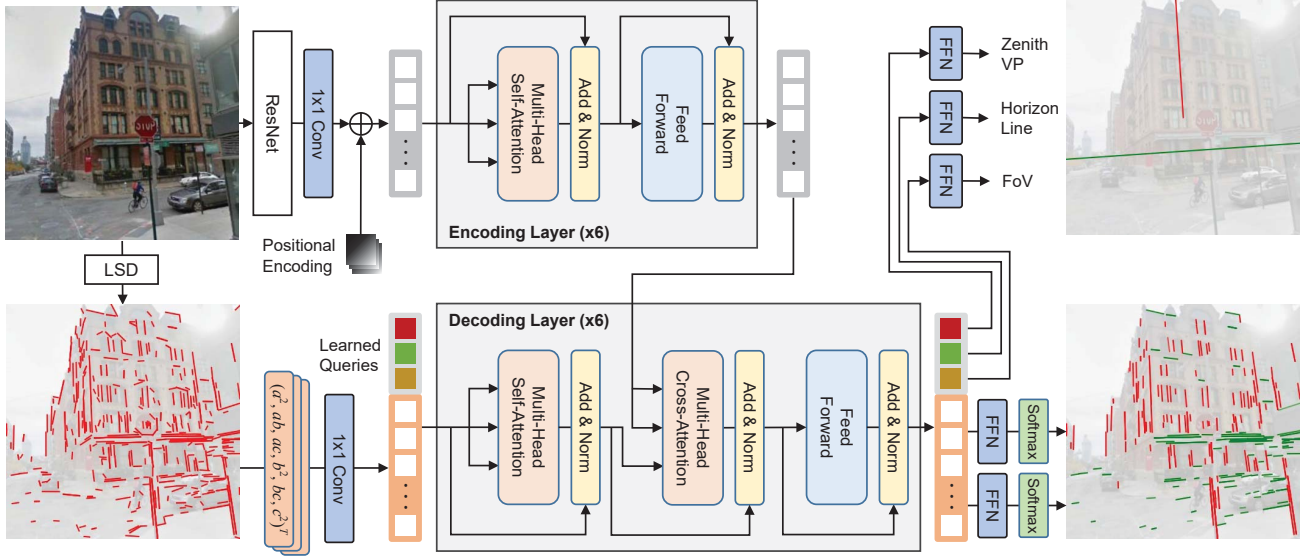 ResNet
1x1 Conv
Positional
Encoding
Multi-Head
Self-Attention
Add & Norm
Feed
Forward
Add & Norm
Encoding Layer (x6)
FFN
Zenith
VP
FFN
Horizon
Line
FFN
FoV
LSD
Learned
Queries
(a², ab, ac, b², bc, c²)ᵀ
1x1 Conv
Decoding Layer (x6)
Multi-Head
Self-Attention
Add & Norm
Multi-Head
Cross-Attention
Add & Norm
Feed
Forward
Add & Norm
FFN
Softmax
FFN
Softmax